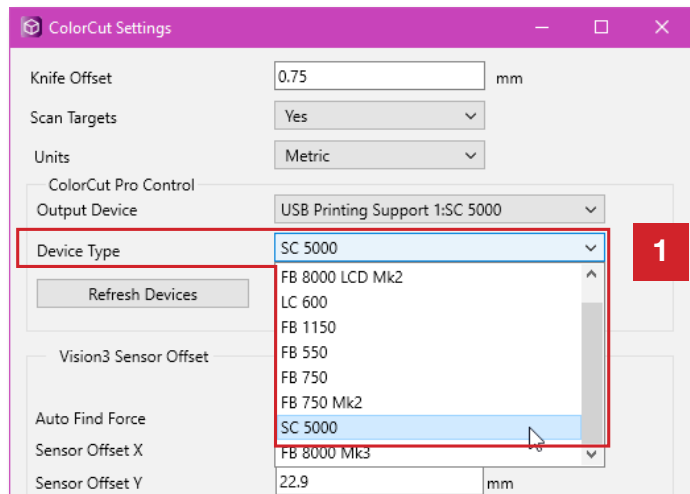 ColorCut Settings
Knife Offset 0.75 mm
Scan Targets Yes
Units Metric
ColorCut Pro Control
Output Device USB Printing Support 1:SC 5000
Device Type SC 5000 1
FB 8000 LCD Mk2
Refresh Devices LC 600
FB 1150
FB 550
Vision3 Sensor Offset
FB 750
FB 750 Mk2
Auto Find Force SC 5000
Sensor Offset X FB 8000 Mk3
Sensor Offset Y 22.9 mm